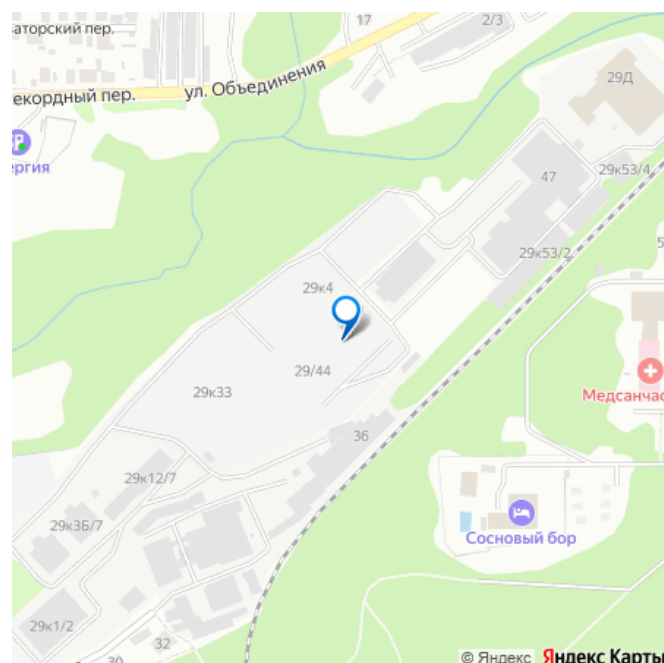 17
2/3
аторский пер.
29Д
ул. Объединения
екордный пер.
ергия
29к53/4
47
5
29к53/2
29к4
29/44
29к33
Медсанчас
36
29к12/7
29к3Б/7
Сосновый бор
29к1/2
32
30
© Яндекс Яндекс Карты